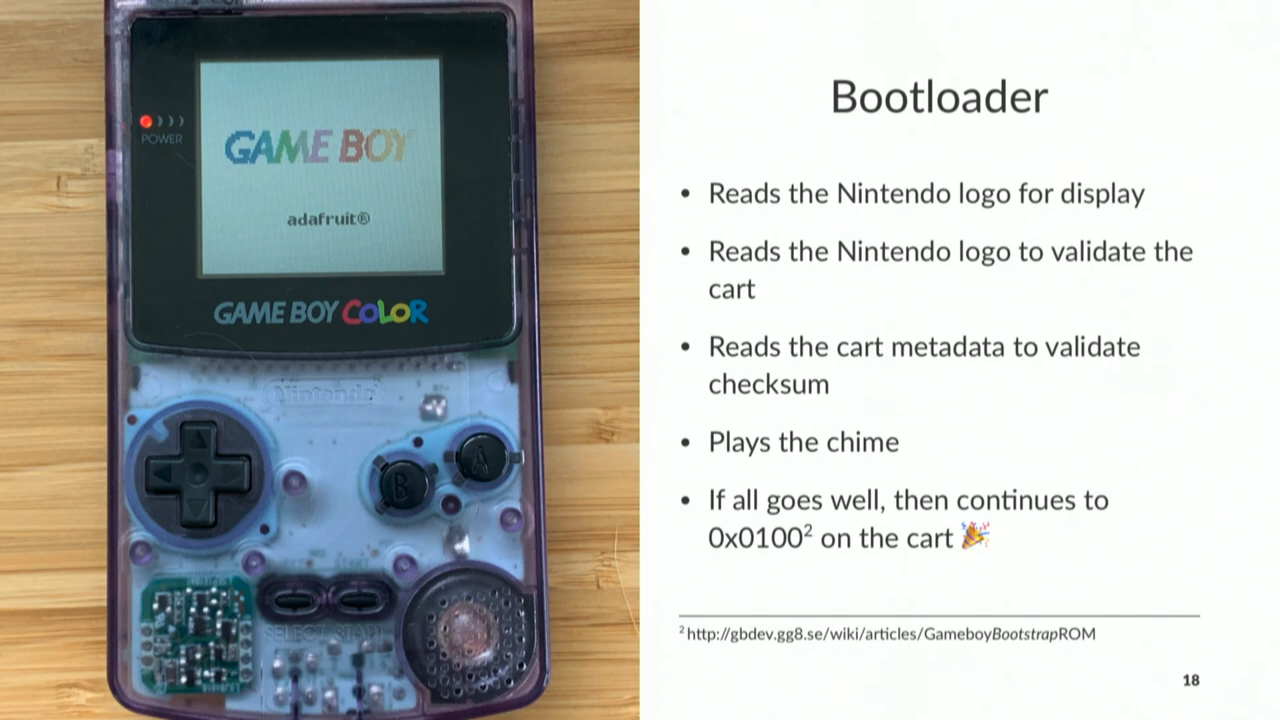 POWER
GAME BOY
adafruit®
GAME BOY COLOR
Nintendo
B
A
SELECT START
Bootloader
• Reads the Nintendo logo for display
• Reads the Nintendo logo to validate the
cart
• Reads the cart metadata to validate
checksum
• Plays the chime
• If all goes well, then continues to
0x0100² on the cart 🎉
² http://gbdev.gg8.se/wiki/articles/GameboyBootstrapROM
18